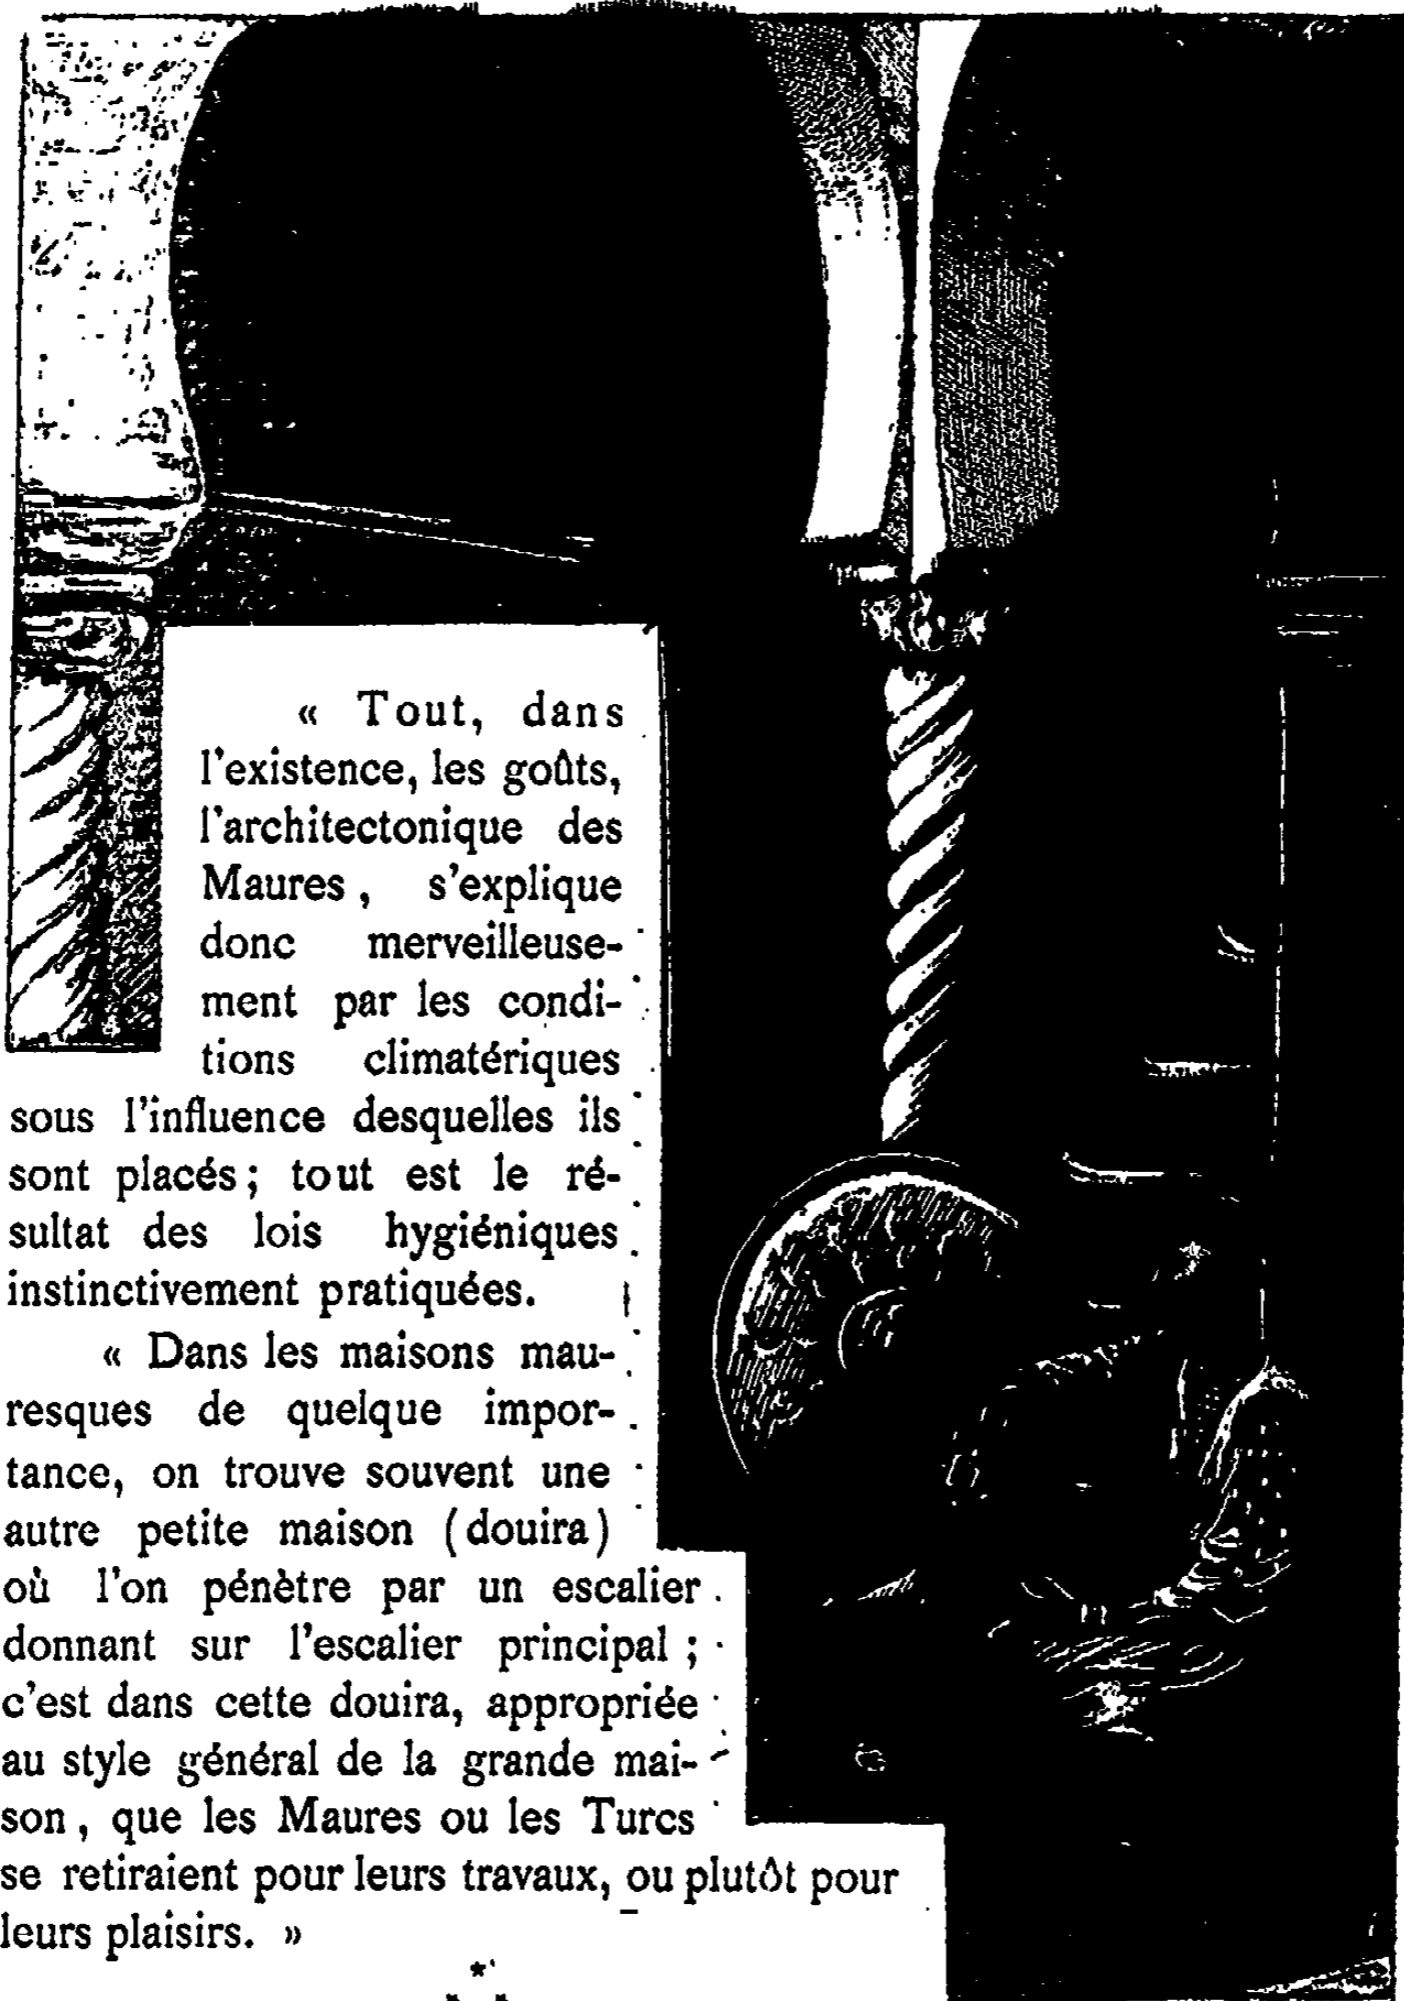 « Tout, dans
l'existence, les goûts,
l'architectonique des
Maures, s'explique
donc merveilleuse-
ment par les condi-
tions climatériques
sous l'influence desquelles ils
sont placés; tout est le ré-
sultat des lois hygiéniques
instinctivement pratiquées.
« Dans les maisons mau-
resques de quelque impor-
tance, on trouve souvent une
autre petite maison (douira)
où l'on pénètre par un escalier
donnant sur l'escalier principal ;
c'est dans cette douira, appropriée
au style général de la grande mai-
son, que les Maures ou les Turcs
se retiraient pour leurs travaux, ou plutôt pour
leurs plaisirs. »